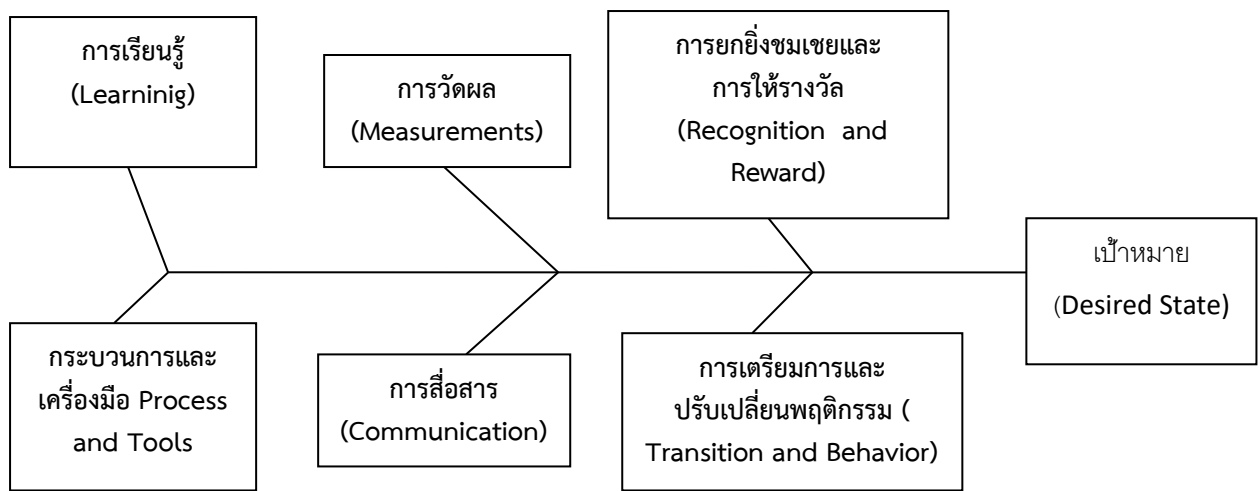 การเรียนรู้
(Learninig)
การวัดผล
(Measurements)
การยกยิ่งชมเชยและ
การให้รางวัล
(Recognition and
Reward)
เป้าหมาย
(Desired State)
กระบวนการและ
เครื่องมือ Process
and Tools
การสื่อสาร
(Communication)
การเตรียมการและ
ปรับเปลี่ยนพฤติกรรม (
Transition and Behavior)